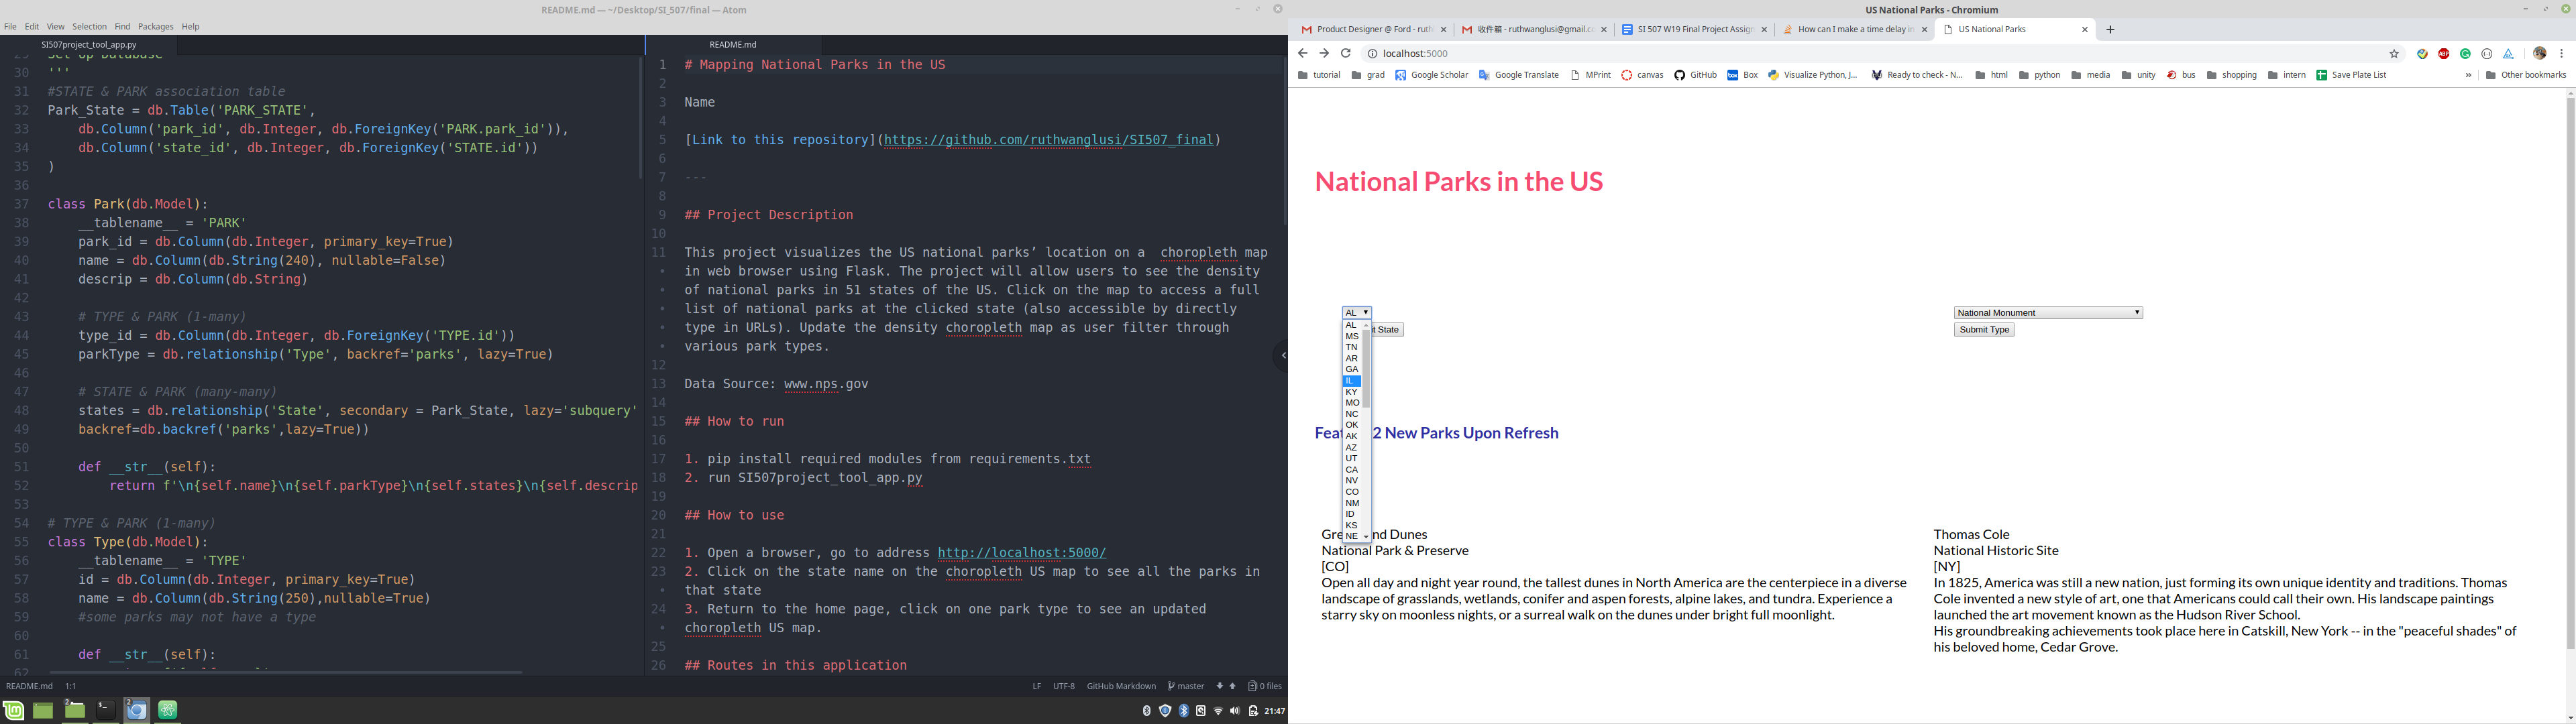 README.md — ~/Desktop/SI_507/final — Atom
File Edit View Selection Find Packages Help
SI507project_tool_app.py
30 '''
31 #STATE & PARK association table
32 Park_State = db.Table('PARK_STATE',
33 db.Column('park_id', db.Integer, db.ForeignKey('PARK.park_id')),
34 db.Column('state_id', db.Integer, db.ForeignKey('STATE.id'))
35 )
36
37 class Park(db.Model):
38 __tablename__ = 'PARK'
39 park_id = db.Column(db.Integer, primary_key=True)
40 name = db.Column(db.String(240), nullable=False)
41 descrip = db.Column(db.String)
42
43 # TYPE & PARK (1-many)
44 type_id = db.Column(db.Integer, db.ForeignKey('TYPE.id'))
45 parkType = db.relationship('Type', backref='parks', lazy=True)
46
47 # STATE & PARK (many-many)
48 states = db.relationship('State', secondary = Park_State, lazy='subquery'
49 backref=db.backref('parks',lazy=True))
50
51 def __str__(self):
52 return f'\n{self.name}\n{self.parkType}\n{self.states}\n{self.descrip
53
54 # TYPE & PARK (1-many)
55 class Type(db.Model):
56 __tablename__ = 'TYPE'
57 id = db.Column(db.Integer, primary_key=True)
58 name = db.Column(db.String(250),nullable=True)
59 #some parks may not have a type
60
61 def __str__(self):
README.md
1 # Mapping National Parks in the US
2
3 Name
4
5 [Link to this repository](https://github.com/ruthwanglusi/SI507_final)
6
7 ---
8
9 ## Project Description
10
11 This project visualizes the US national parks’ location on a  choropleth map
in web browser using Flask. The project will allow users to see the density
of national parks in 51 states of the US. Click on the map to access a full
list of national parks at the clicked state (also accessible by directly
type in URLs). Update the density choropleth map as user filter through
various park types.
12
13 Data Source: www.nps.gov
14
15 ## How to run
16
17 1. pip install required modules from requirements.txt
18 2. run SI507project_tool_app.py
19
20 ## How to use
21
22 1. Open a browser, go to address http://localhost:5000/
23 2. Click on the state name on the choropleth US map to see all the parks in
that state
24 3. Return to the home page, click on one park type to see an updated
choropleth US map.
25
26 ## Routes in this application
README.md 1:1
LF UTF-8 GitHub Markdown master 0 files
21:47
US National Parks - Chromium
Product Designer @ Ford - ruth
收件箱 - ruthwanglusi@gmail.c
SI 507 W19 Final Project Assign
How can I make a time delay in
US National Parks
localhost:5000
tutorial grad Google Scholar Google Translate MPrint canvas GitHub Box Visualize Python, J... Ready to check - N... html python media unity bus shopping intern Save Plate List » Other bookmarks
National Parks in the US
AL
AL
MS
TN
AR
GA
IL
KY
MO
NC
OK
AK
AZ
UT
CA
NV
CO
NM
ID
KS
NE
it State
National Monument
Submit Type
Feat 2 New Parks Upon Refresh
Gre nd Dunes
National Park & Preserve
[CO]
Open all day and night year round, the tallest dunes in North America are the centerpiece in a diverse
landscape of grasslands, wetlands, conifer and aspen forests, alpine lakes, and tundra. Experience a
starry sky on moonless nights, or a surreal walk on the dunes under bright full moonlight.
Thomas Cole
National Historic Site
[NY]
In 1825, America was still a new nation, just forming its own unique identity and traditions. Thomas
Cole invented a new style of art, one that Americans could call their own. His landscape paintings
launched the art movement known as the Hudson River School.
His groundbreaking achievements took place here in Catskill, New York -- in the "peaceful shades" of
his beloved home, Cedar Grove.